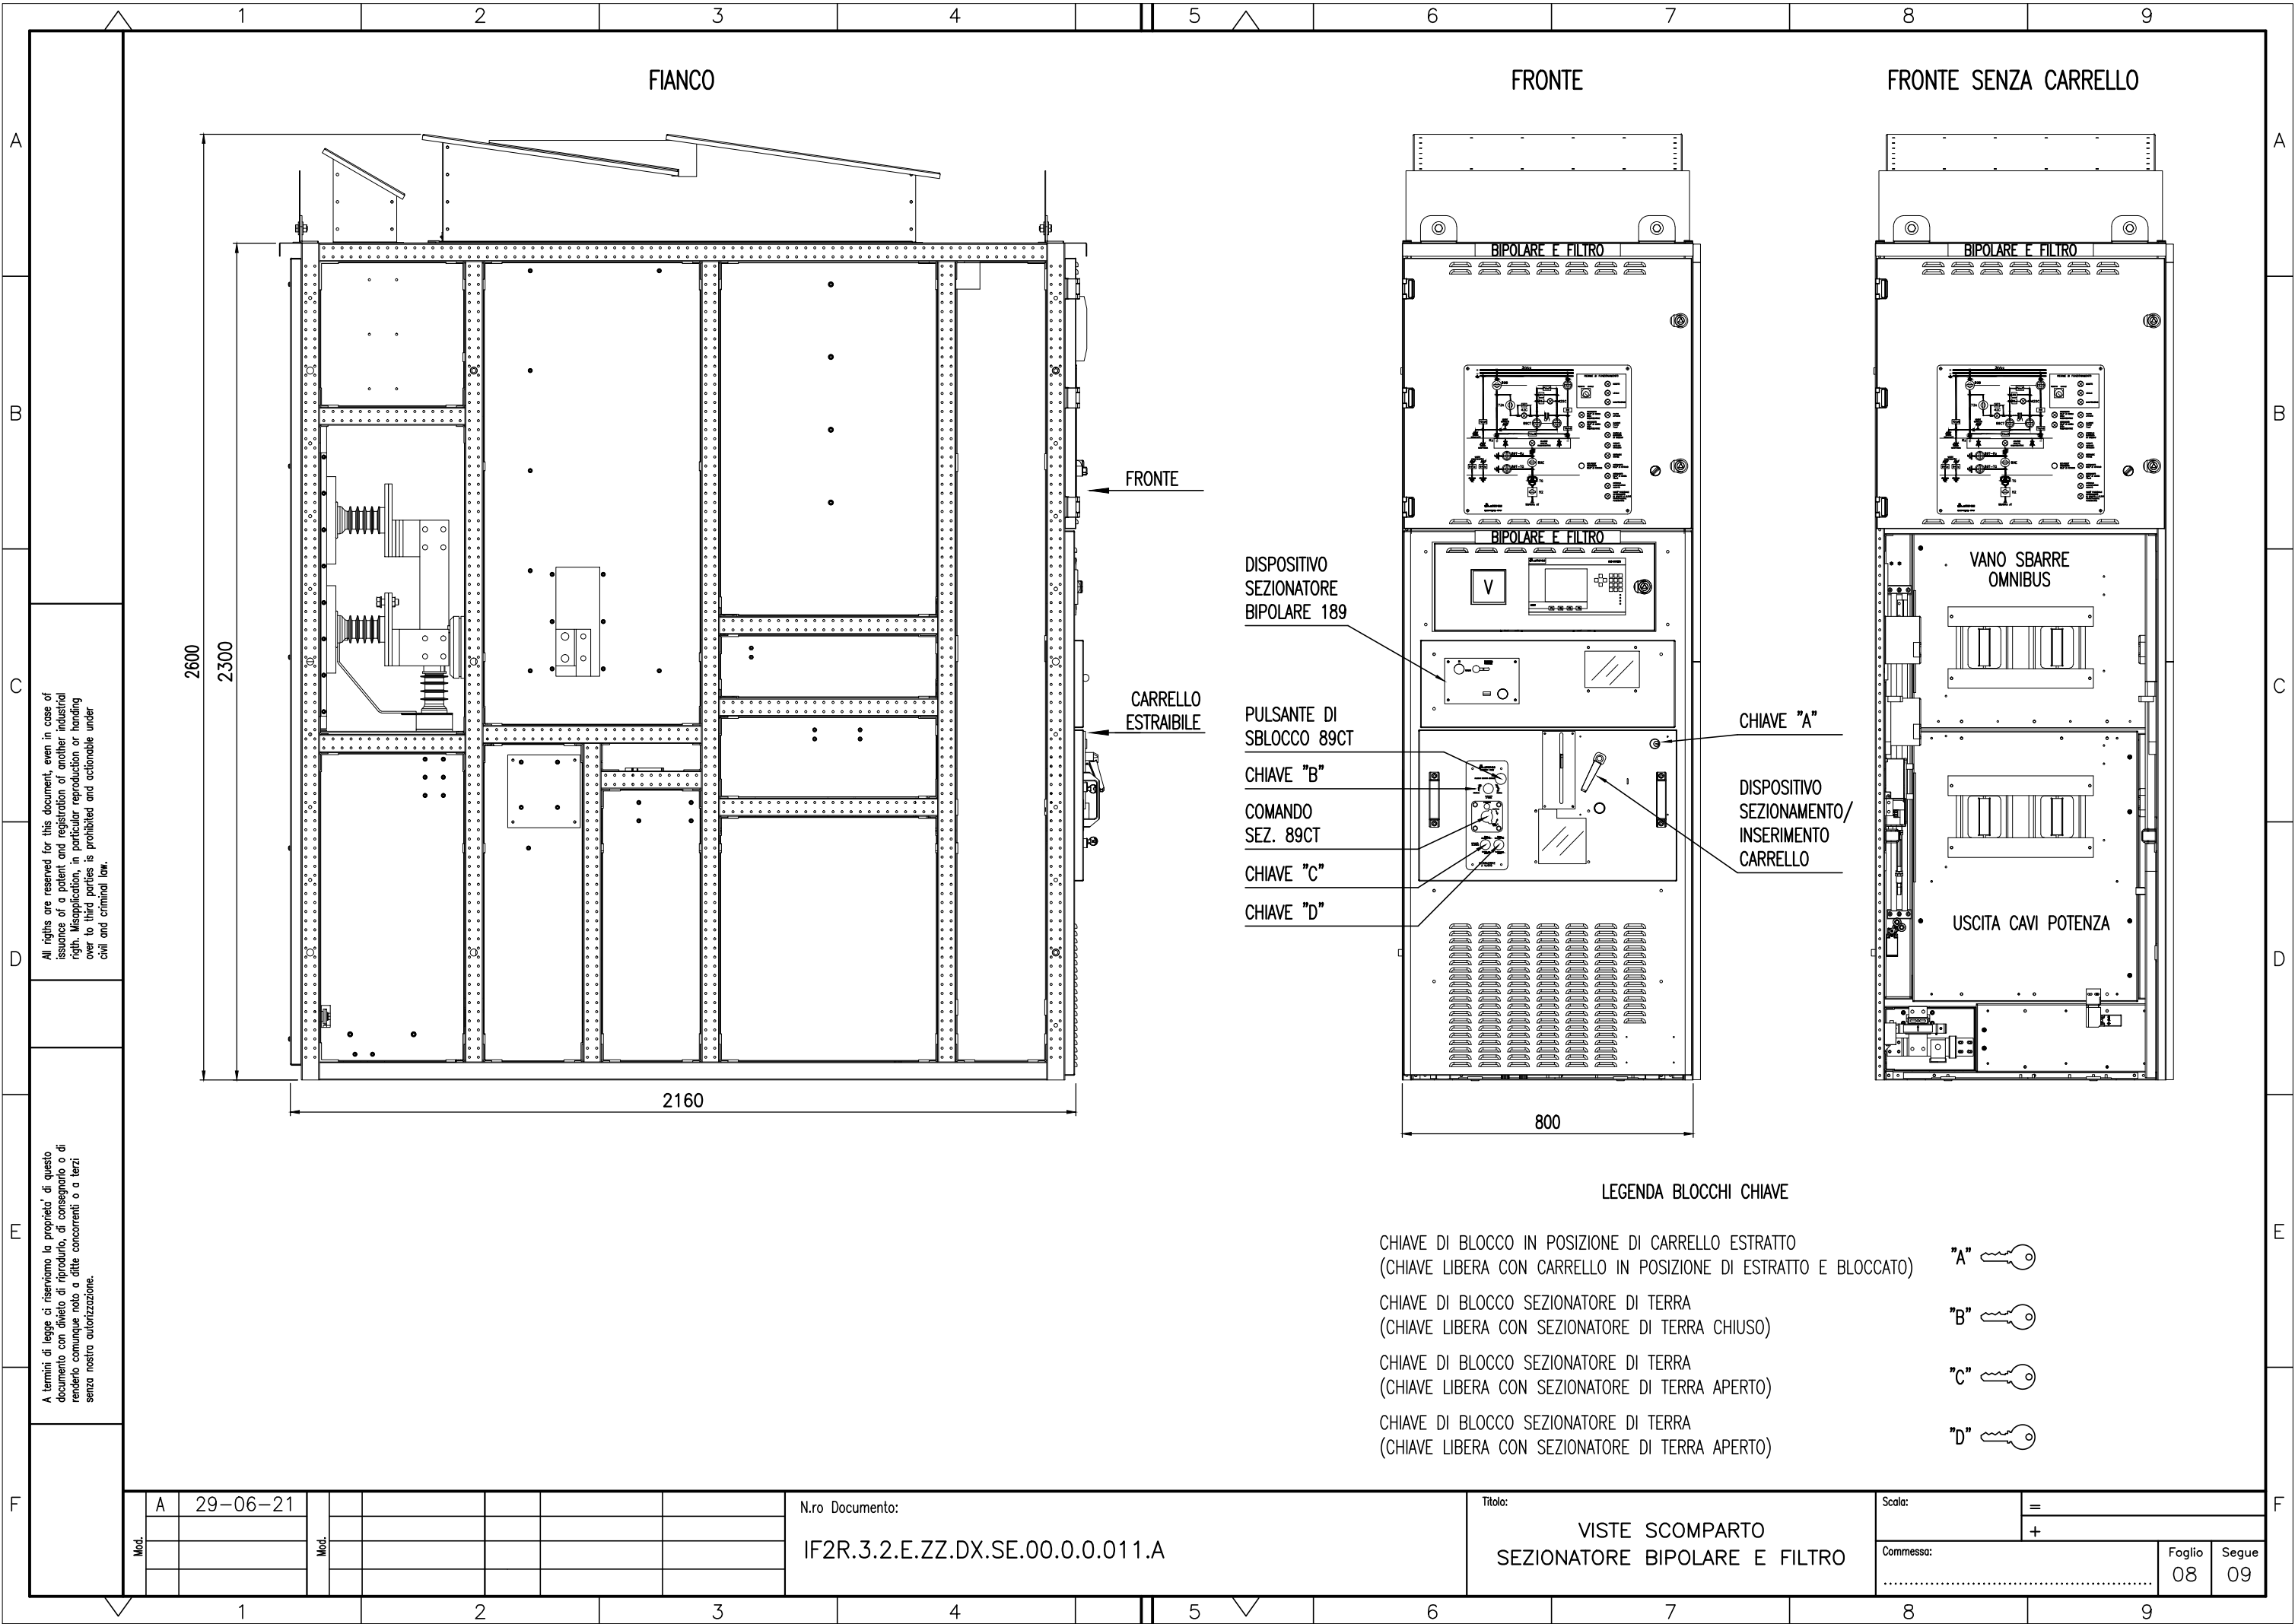 1 2 3 4 5 6 7 8 9
A
B
C
D
E
F
FIANCO
FRONTE
FRONTE SENZA CARRELLO
2600
2300
2160
FRONTE
CARRELLO
ESTRAIBILE
BIPOLARE E FILTRO
BIPOLARE E FILTRO
V
800
DISPOSITIVO
SEZIONATORE
BIPOLARE 189
PULSANTE DI
SBLOCCO 89CT
CHIAVE "B"
COMANDO
SEZ. 89CT
CHIAVE "C"
CHIAVE "D"
CHIAVE "A"
DISPOSITIVO
SEZIONAMENTO/
INSERIMENTO
CARRELLO
BIPOLARE E FILTRO
VANO SBARRE
OMNIBUS
USCITA CAVI POTENZA
LEGENDA BLOCCHI CHIAVE
CHIAVE DI BLOCCO IN POSIZIONE DI CARRELLO ESTRATTO
(CHIAVE LIBERA CON CARRELLO IN POSIZIONE DI ESTRATTO E BLOCCATO)
"A"
CHIAVE DI BLOCCO SEZIONATORE DI TERRA
(CHIAVE LIBERA CON SEZIONATORE DI TERRA CHIUSO)
"B"
CHIAVE DI BLOCCO SEZIONATORE DI TERRA
(CHIAVE LIBERA CON SEZIONATORE DI TERRA APERTO)
"C"
CHIAVE DI BLOCCO SEZIONATORE DI TERRA
(CHIAVE LIBERA CON SEZIONATORE DI TERRA APERTO)
"D"
All rigths are reserved for this document, even in case of
issuance of a patent and registration of another industrial
rigth. Misapplication, in particular reproduction or handing
over to third parties is prohibited and actionable under
civil and criminal law.
A termini di legge ci riserviamo la proprieta' di questo
documento con divieto di riprodurlo, di consegnarlo o di
renderlo comunque noto a ditte concorrenti o a terzi
senza nostra autorizzazione.
Mod.
A 29-06-21
Mod.
N.ro Documento:
IF2R.3.2.E.ZZ.DX.SE.00.0.0.011.A
Titolo:
VISTE SCOMPARTO
SEZIONATORE BIPOLARE E FILTRO
Scala:
=
+
Commessa:
Foglio
08
Segue
09
A
B
C
D
E
F
1 2 3 4 5 6 7 8 9